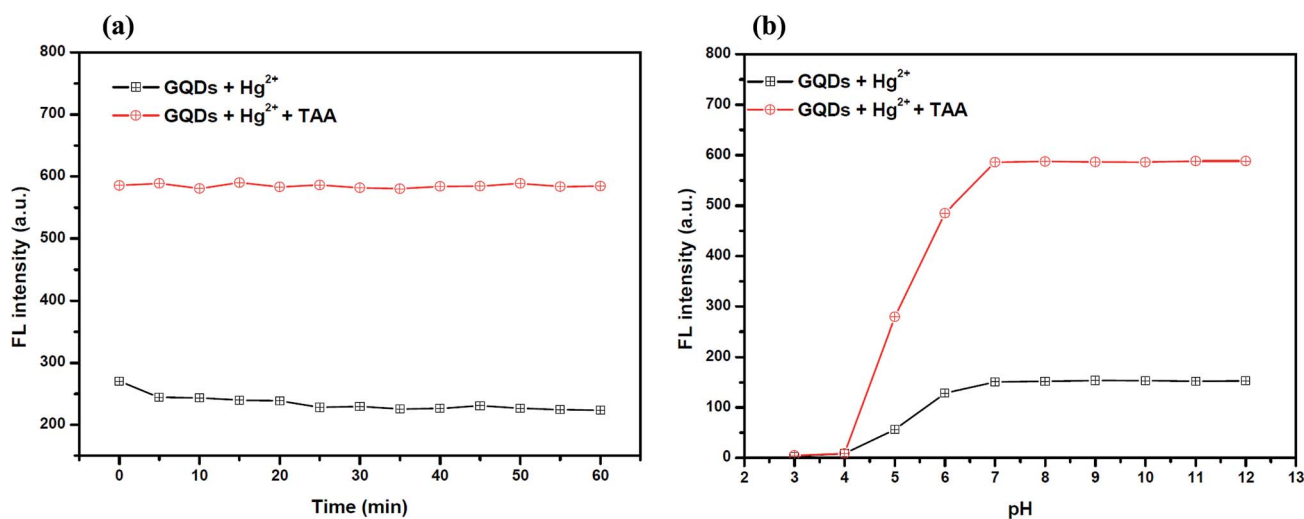 (a)
800
700
600
500
400
300
200
FL intensity (a.u.)
GQDs + Hg²⁺
GQDs + Hg²⁺ + TAA
0 10 20 30 40 50 60
Time (min)
(b)
800
700
600
500
400
300
200
100
0
FL intensity (a.u.)
GQDs + Hg²⁺
GQDs + Hg²⁺ + TAA
2 3 4 5 6 7 8 9 10 11 12 13
pH